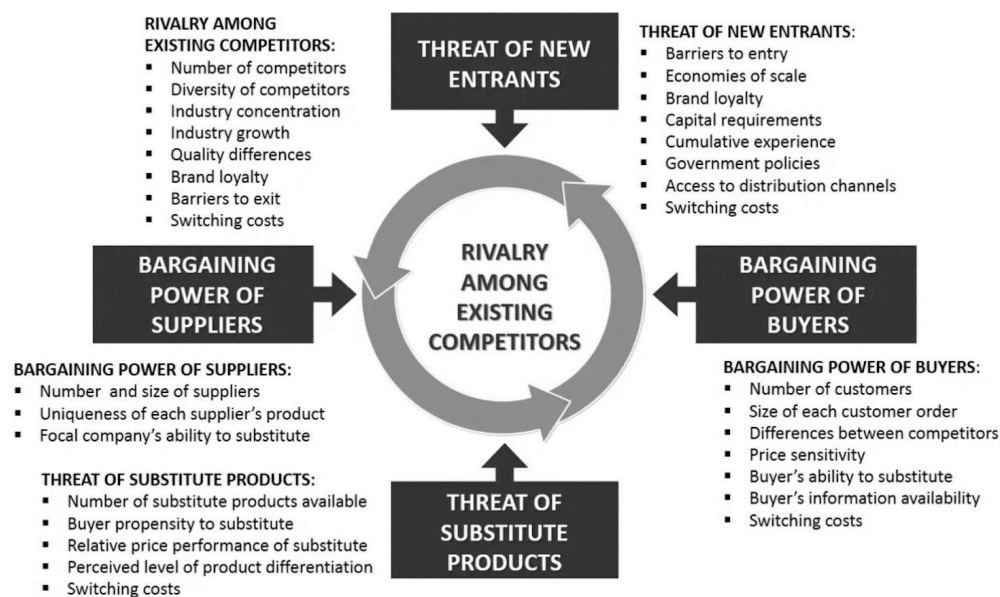 RIVALRY AMONG
EXISTING COMPETITORS:
▪ Number of competitors
▪ Diversity of competitors
▪ Industry concentration
▪ Industry growth
▪ Quality differences
▪ Brand loyalty
▪ Barriers to exit
▪ Switching costs
THREAT OF NEW
ENTRANTS
THREAT OF NEW ENTRANTS:
▪ Barriers to entry
▪ Economies of scale
▪ Brand loyalty
▪ Capital requirements
▪ Cumulative experience
▪ Government policies
▪ Access to distribution channels
▪ Switching costs
BARGAINING
POWER OF
SUPPLIERS
RIVALRY
AMONG
EXISTING
COMPETITORS
BARGAINING
POWER OF
BUYERS
BARGAINING POWER OF SUPPLIERS:
▪ Number and size of suppliers
▪ Uniqueness of each supplier's product
▪ Focal company's ability to substitute
BARGAINING POWER OF BUYERS:
▪ Number of customers
▪ Size of each customer order
▪ Differences between competitors
▪ Price sensitivity
▪ Buyer's ability to substitute
▪ Buyer's information availability
▪ Switching costs
THREAT OF SUBSTITUTE PRODUCTS:
▪ Number of substitute products available
▪ Buyer propensity to substitute
▪ Relative price performance of substitute
▪ Perceived level of product differentiation
▪ Switching costs
THREAT OF
SUBSTITUTE
PRODUCTS